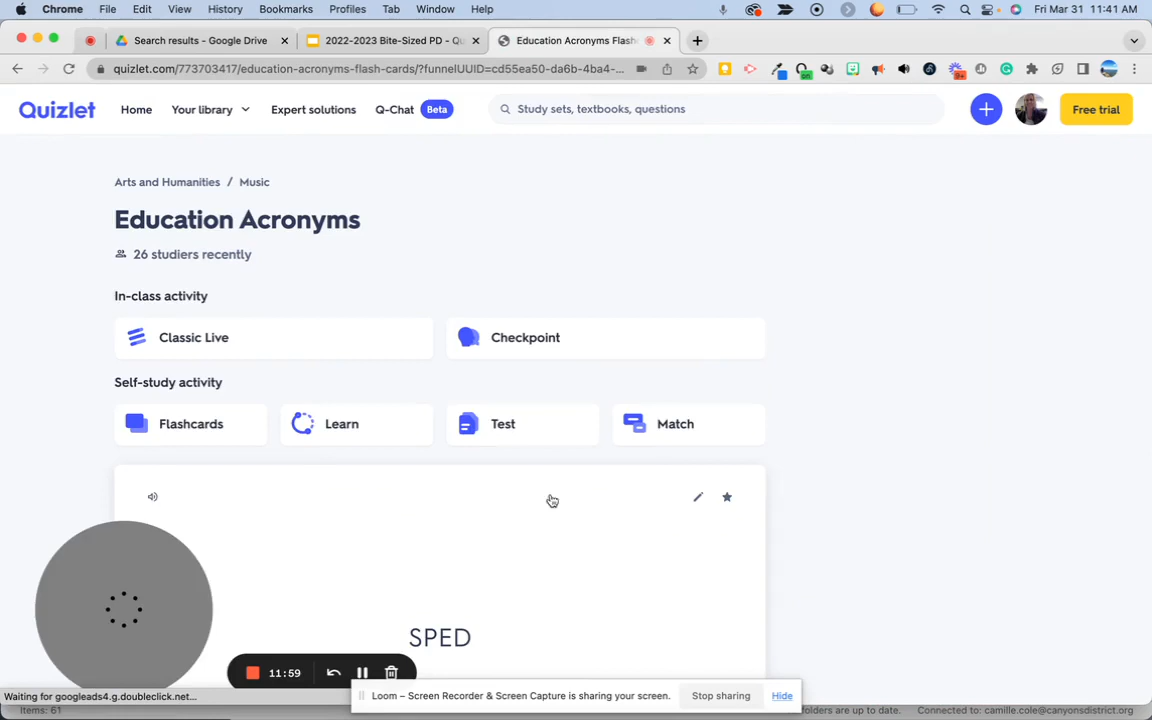 Chrome File Edit View History Bookmarks Profiles Tab Window Help Fri Mar 31 11:41 AM
Search results - Google Drive 2022-2023 Bite-Sized PD - Qu Education Acronyms Flash
quizlet.com/773703417/education-acronyms-flash-cards/?funnelUUID=cd55ea50-da6b-4ba4-... on 9+
Quizlet Home Your library Expert solutions Q-Chat Beta Study sets, textbooks, questions Free trial
Arts and Humanities / Music
Education Acronyms
26 studiers recently
In-class activity
Classic Live Checkpoint
Self-study activity
Flashcards Learn Test Match
SPED
11:59
Waiting for googleads4.g.doubleclick.net...
Loom – Screen Recorder & Screen Capture is sharing your screen. Stop sharing Hide
Items: 61 folders are up to date. Connected to: camille.cole@canyonsdistrict.org